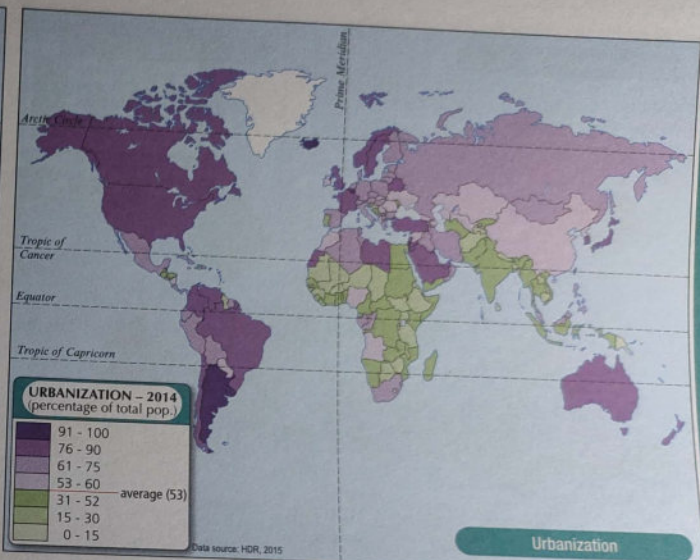 Prime Meridian
Arctic Circle
Tropic of
Cancer
Equator
Tropic of Capricorn
URBANIZATION – 2014
(percentage of total pop.)
91 - 100
76 - 90
61 - 75
53 - 60
average (53)
31 - 52
15 - 30
0 - 15
Data source: HDR, 2015
Urbanization